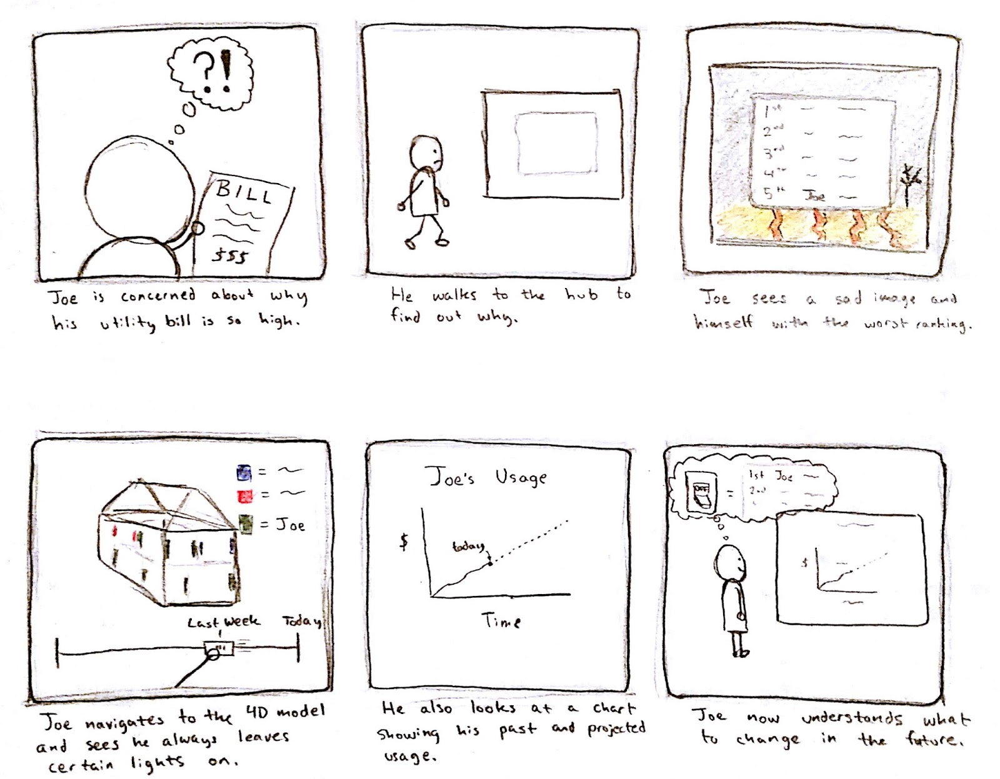 ?!
BILL
$$$
Joe is concerned about why
his utility bill is so high.
He walks to the hub to
find out why.
1st
2nd
3rd
4th
5th Joe
Joe sees a sad image and
himself with the worst ranking.
=
=
= Joe
Last Week Today
Joe navigates to the 4D model
and sees he always leaves
certain lights on.
Joe's Usage
$
today
Time
He also looks at a chart
showing his past and projected
usage.
OFF = 1st Joe
2nd
$
Joe now understands what
to change in the future.